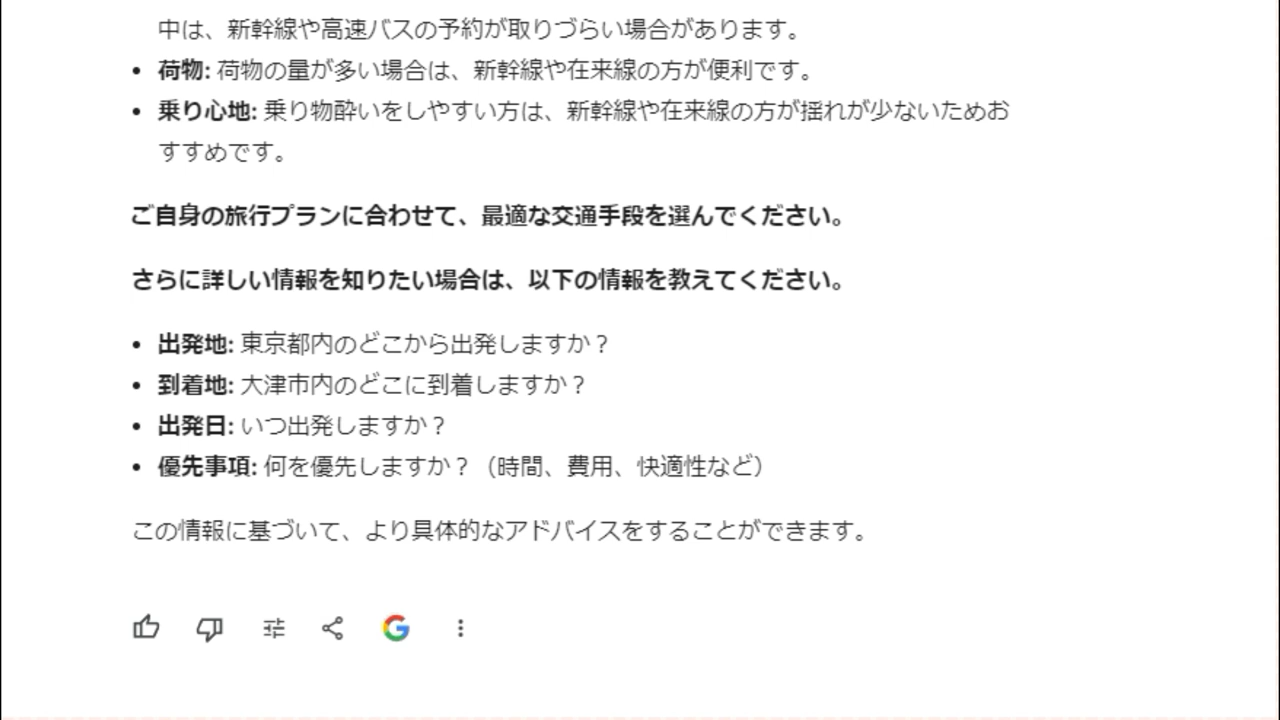 中は、新幹線や高速バスの予約が取りづらい場合があります。
• 荷物: 荷物の量が多い場合は、新幹線や在来線の方が便利です。
• 乗り心地: 乗り物酔いをしやすい方は、新幹線や在来線の方が揺れが少ないためお
すすめです。
ご自身の旅行プランに合わせて、最適な交通手段を選んでください。
さらに詳しい情報を知りたい場合は、以下の情報を教えてください。
• 出発地: 東京都内のどこから出発しますか？
• 到着地: 大津市内のどこに到着しますか？
• 出発日: いつ出発しますか？
• 優先事項: 何を優先しますか？（時間、費用、快適性など）
この情報に基づいて、より具体的なアドバイスをすることができます。